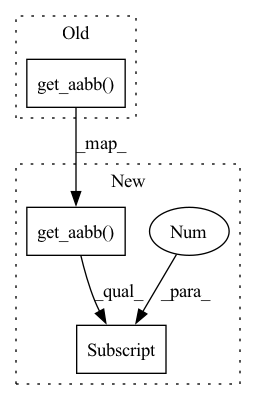 Old
get_aabb()
_map_
New
get_aabb()
Num
_qual_
_para_
Subscript